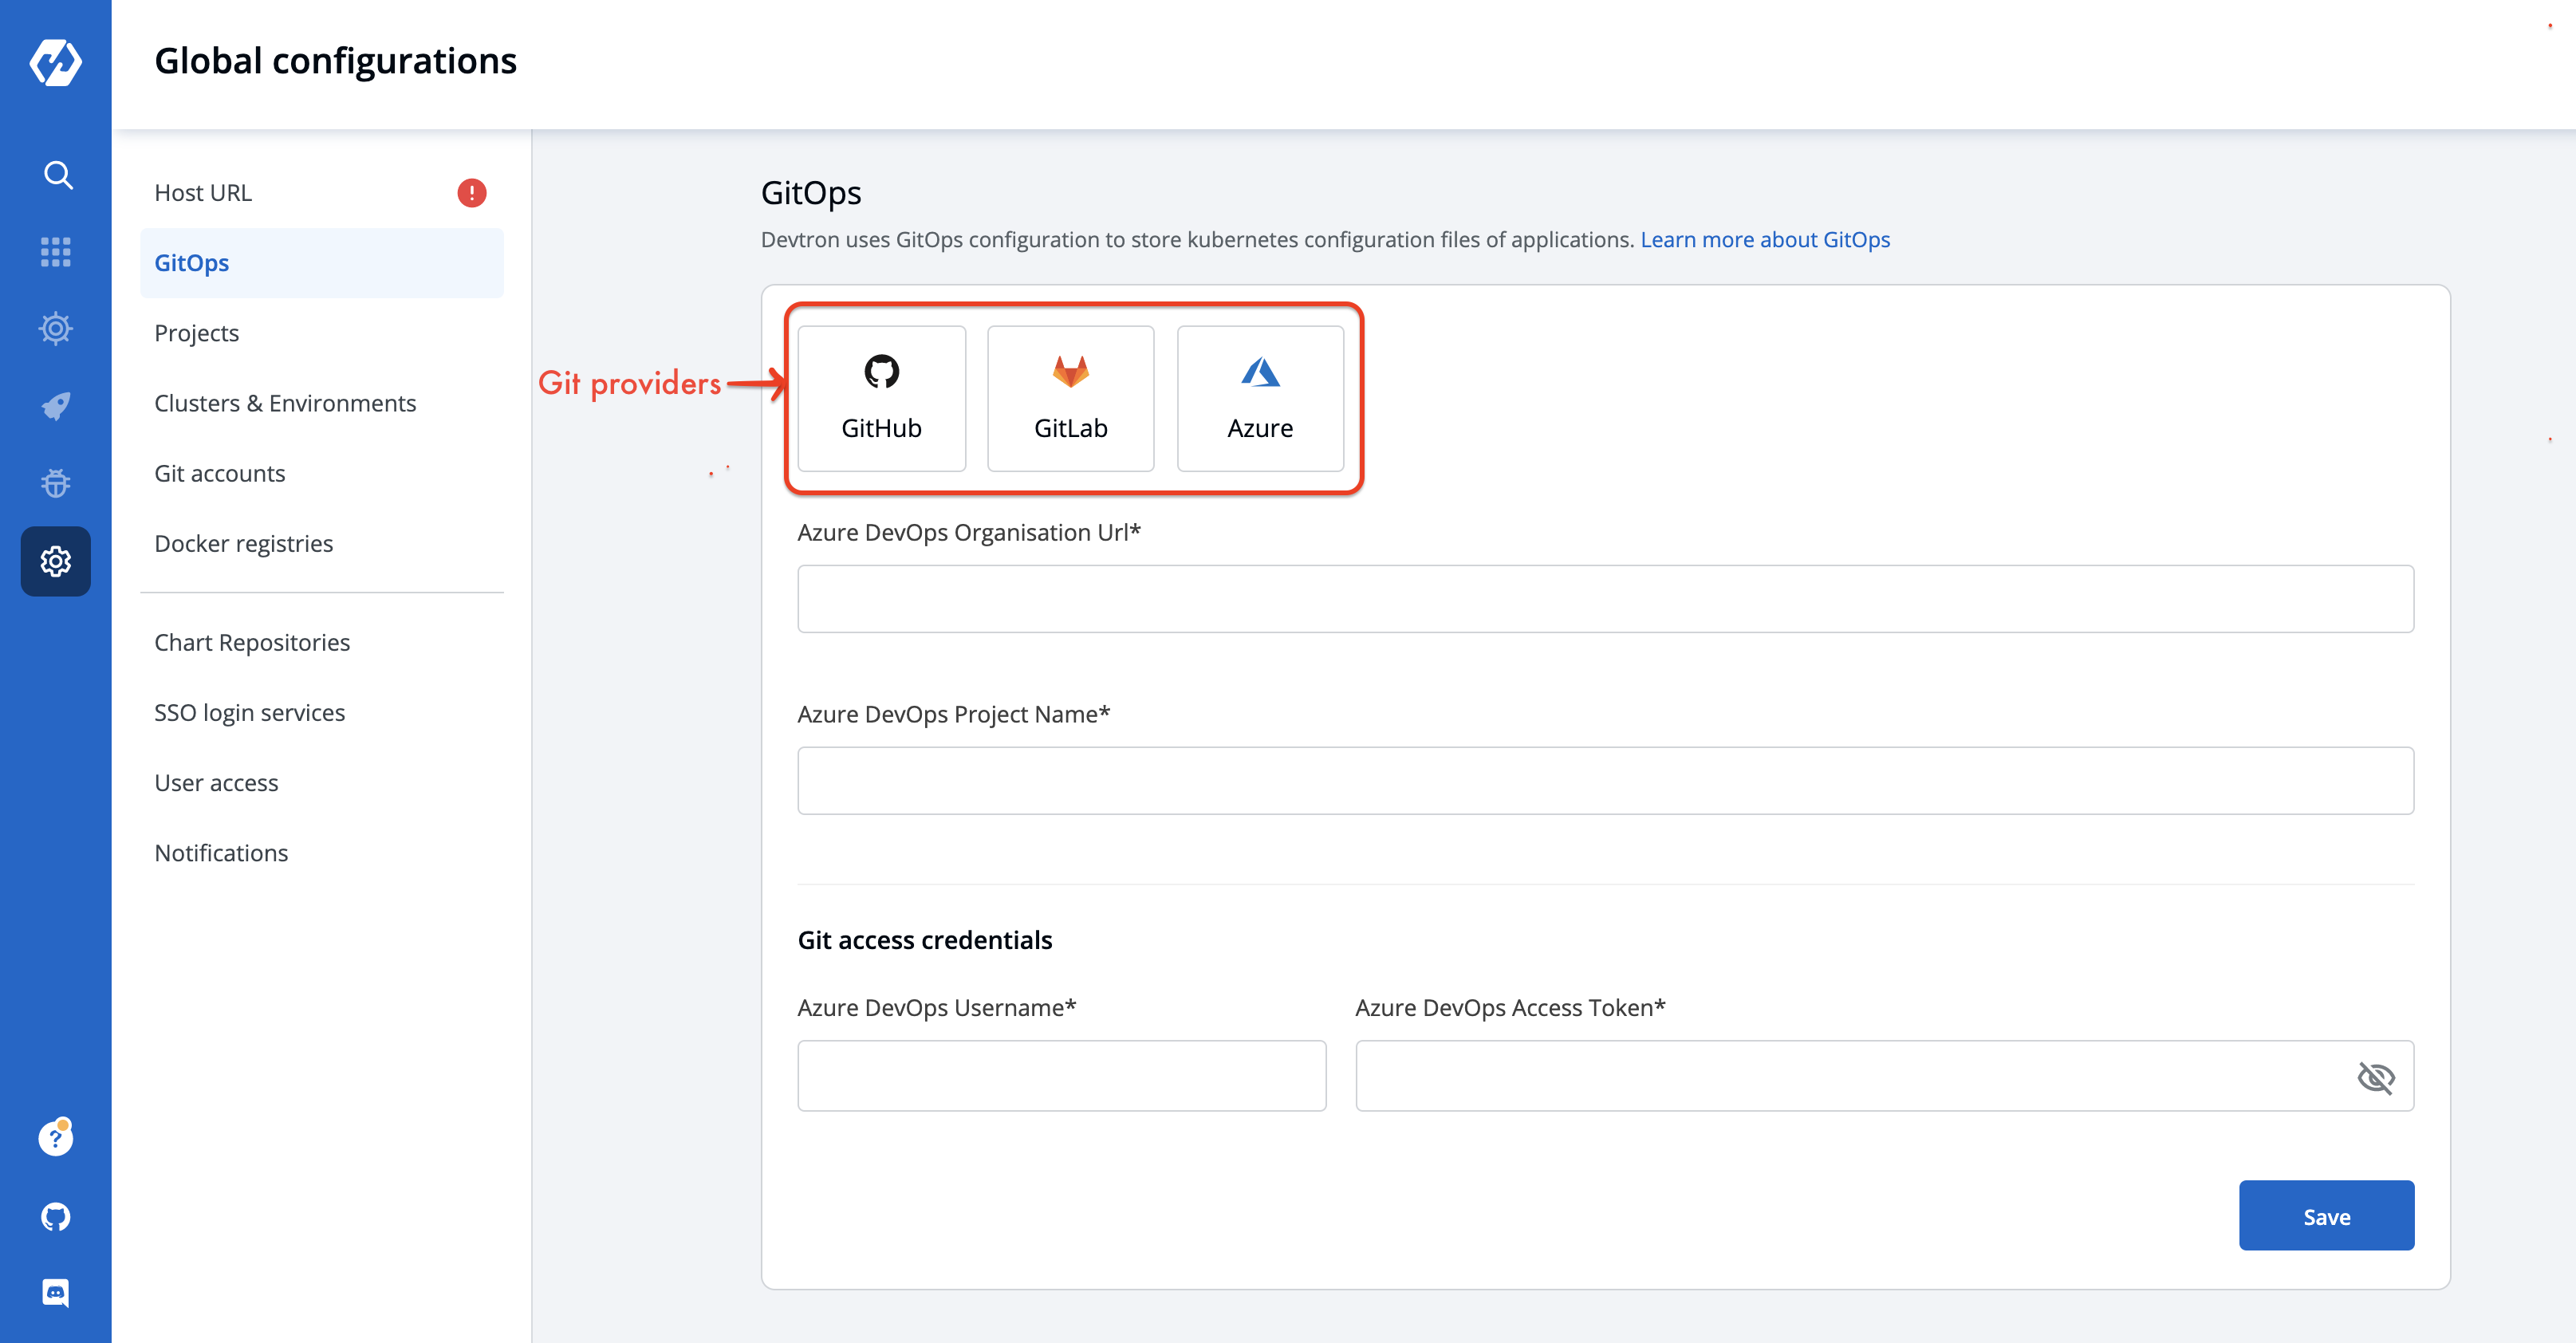 Global configurations
Host URL
GitOps
Projects
Clusters & Environments
Git accounts
Docker registries
Chart Repositories
SSO login services
User access
Notifications
GitOps
Devtron uses GitOps configuration to store kubernetes configuration files of applications. Learn more about GitOps
Git providers
GitHub
GitLab
Azure
Azure DevOps Organisation Url*
Azure DevOps Project Name*
Git access credentials
Azure DevOps Username*
Azure DevOps Access Token*
Save